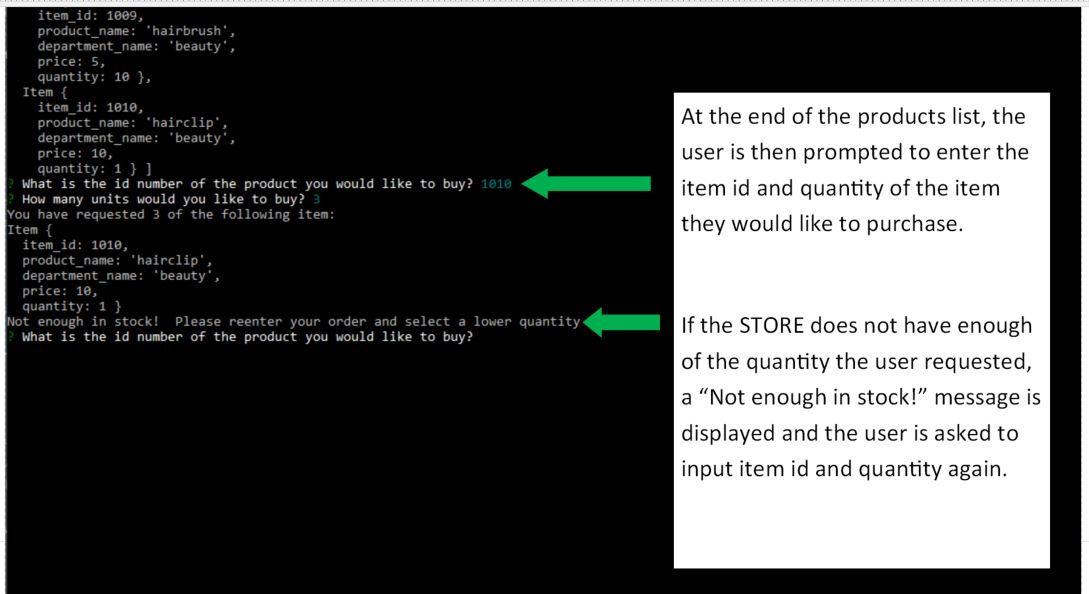 item_id: 1009,
product_name: 'hairbrush',
department_name: 'beauty',
price: 5,
quantity: 10 },
Item {
item_id: 1010,
product_name: 'hairclip',
department_name: 'beauty',
price: 10,
quantity: 1 } ]
? What is the id number of the product you would like to buy? 1010
? How many units would you like to buy? 3
You have requested 3 of the following item:
Item {
item_id: 1010,
product_name: 'hairclip',
department_name: 'beauty',
price: 10,
quantity: 1 }
Not enough in stock!  Please reenter your order and select a lower quantity
? What is the id number of the product you would like to buy?
At the end of the products list, the
user is then prompted to enter the
item id and quantity of the item
they would like to purchase.
If the STORE does not have enough
of the quantity the user requested,
a “Not enough in stock!” message is
displayed and the user is asked to
input item id and quantity again.